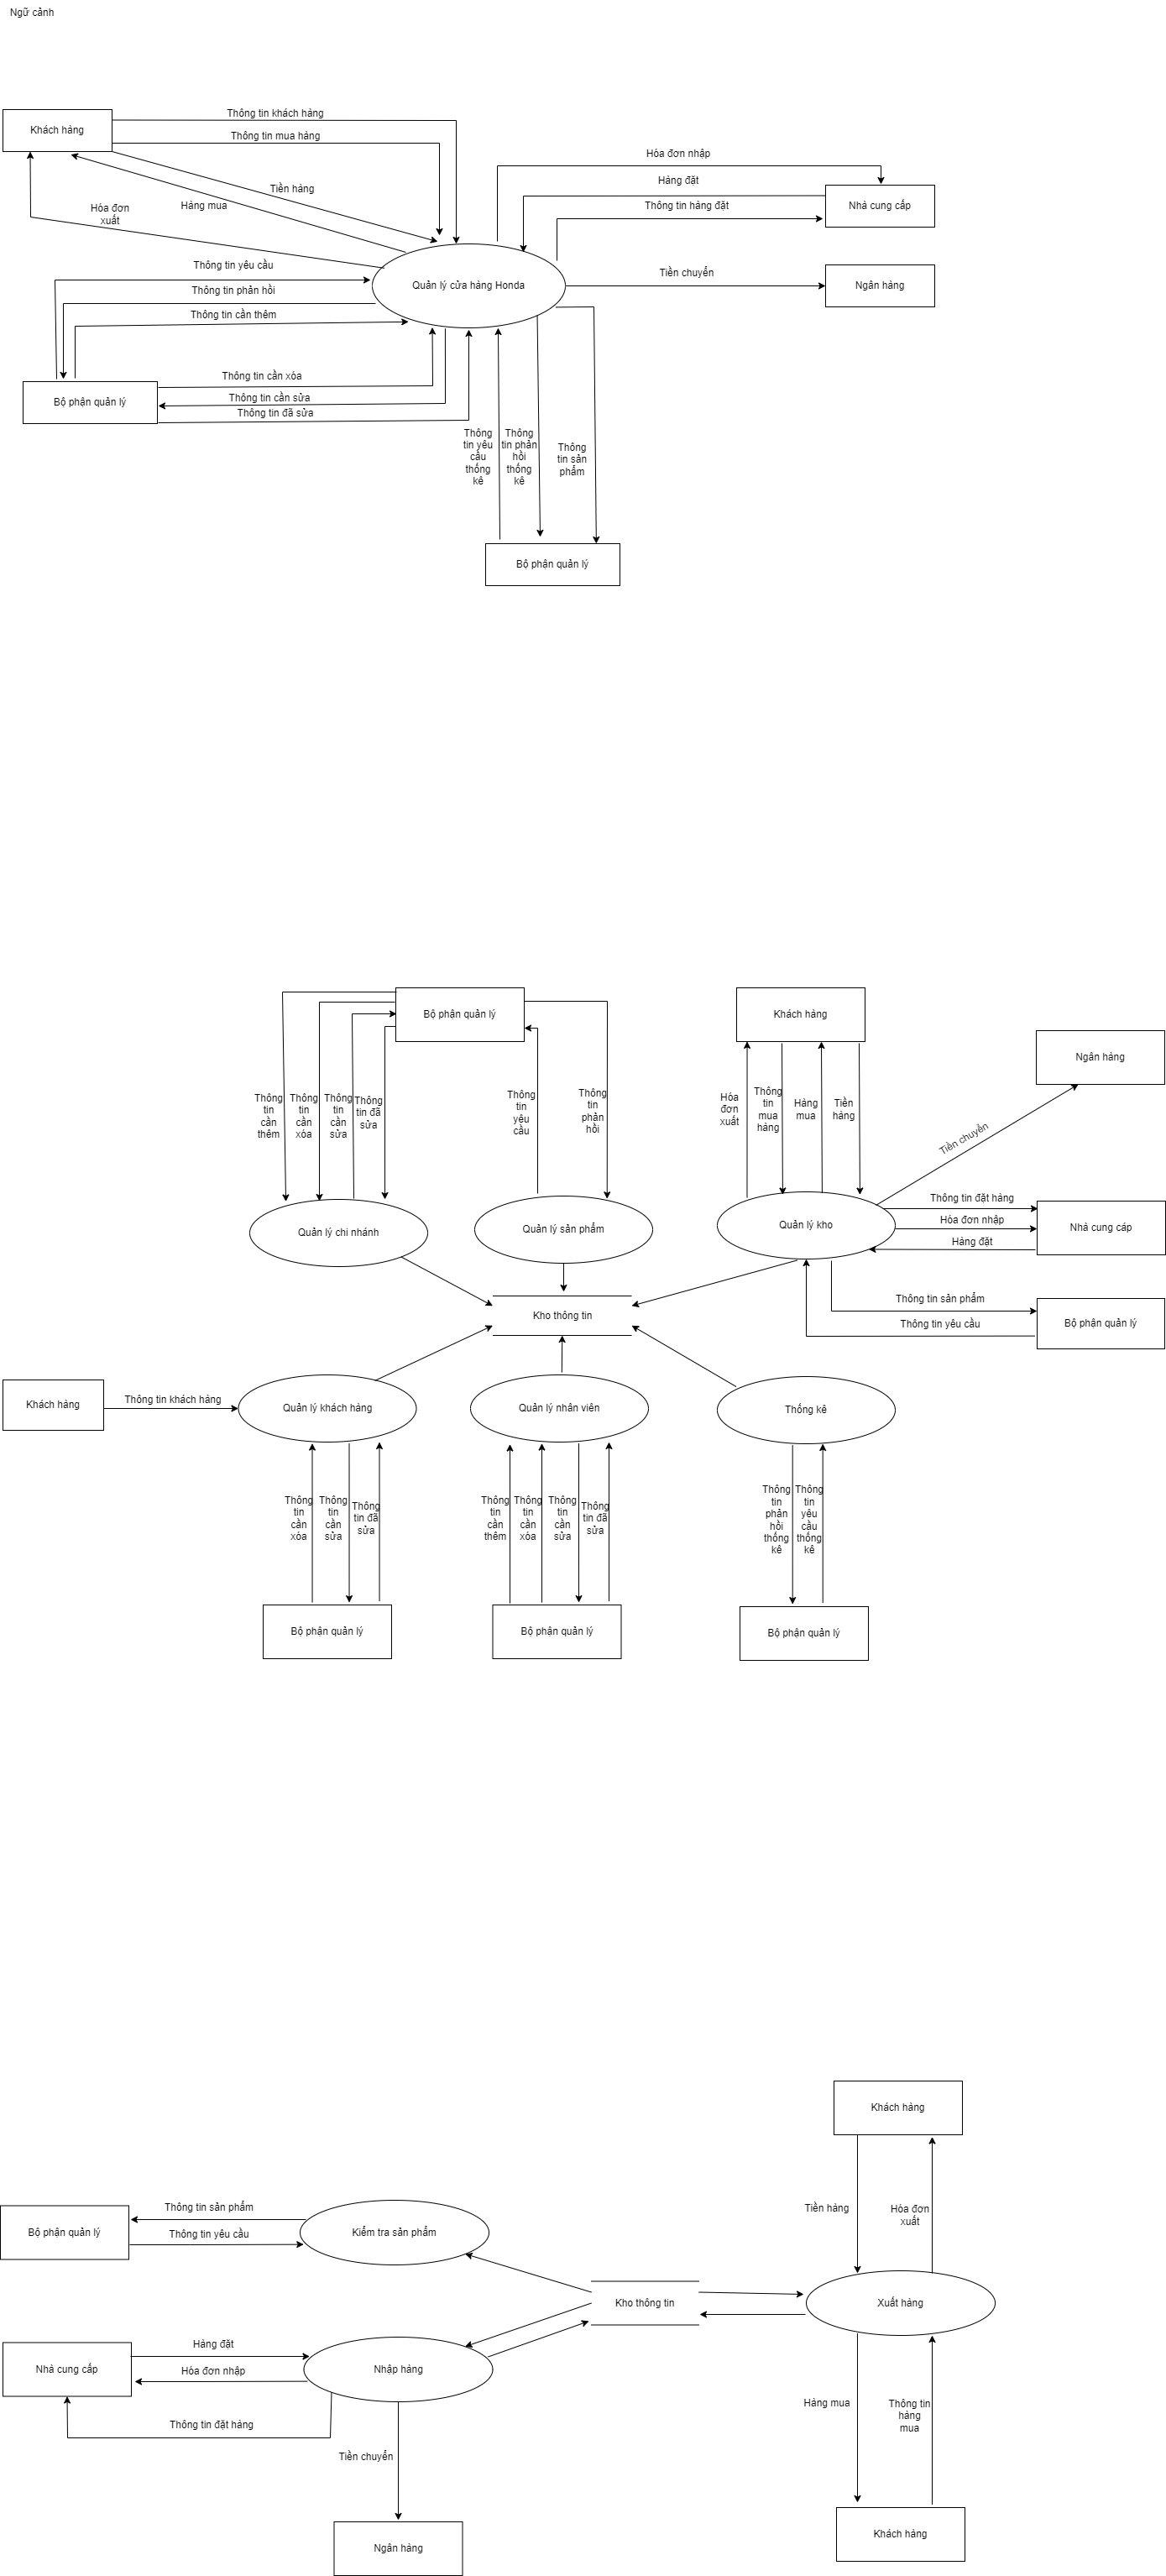 Ngữ cảnh
Khách hàng
Thông tin khách hàng
Thông tin mua hàng
Tiền hàng
Hàng mua
Hóa đơn
xuất
Hóa đơn nhập
Hàng đặt
Thông tin hàng đặt
Nhà cung cấp
Thông tin yêu cầu
Thông tin phản hồi
Thông tin cần thêm
Quản lý cửa hàng Honda
Tiền chuyển
Ngân hàng
Bộ phận quản lý
Thông tin cần xóa
Thông tin cần sửa
Thông tin đã sửa
Thông
tin yêu
cầu
thống
kê
Thông
tin phản
hồi
thống
kê
Thông
tin sản
phẩm
Bộ phận quản lý
Bộ phận quản lý
Khách hàng
Ngân hàng
Thông
tin
cần
thêm
Thông
tin
cần
xóa
Thông
tin
cần
sửa
Thông
tin đã
sửa
Thông
tin
yêu
cầu
Thông
tin
phản
hồi
Hóa
đơn
xuất
Thông
tin
mua
hàng
Hàng
mua
Tiền
hàng
Tiền chuyển
Quản lý chi nhánh
Quản lý sản phẩm
Quản lý kho
Thông tin đặt hàng
Hóa đơn nhập
Hàng đặt
Nhà cung cáp
Kho thông tin
Thông tin sản phẩm
Thông tin yêu cầu
Bộ phận quản lý
Khách hàng
Thông tin khách hàng
Quản lý khách hàng
Quản lý nhân viên
Thống kê
Thông
tin
cần
xóa
Thông
tin
cần
sửa
Thông
tin đã
sửa
Thông
tin
cần
thêm
Thông
tin
cần
xóa
Thông
tin
cần
sửa
Thông
tin đã
sửa
Thông
tin
phản
hồi
thống
kê
Thông
tin
yêu
cầu
thống
kê
Bộ phận quản lý
Bộ phận quản lý
Bộ phận quản lý
Khách hàng
Tiền hàng
Hóa đơn
xuất
Bộ phận quản lý
Thông tin sản phẩm
Thông tin yêu cầu
Kiểm tra sản phẩm
Kho thông tin
Xuất hàng
Nhà cung cấp
Hàng đặt
Hóa đơn nhập
Nhập hàng
Thông tin đặt hàng
Tiền chuyển
Hàng mua
Thông tin
hàng
mua
Ngân hàng
Khách hàng